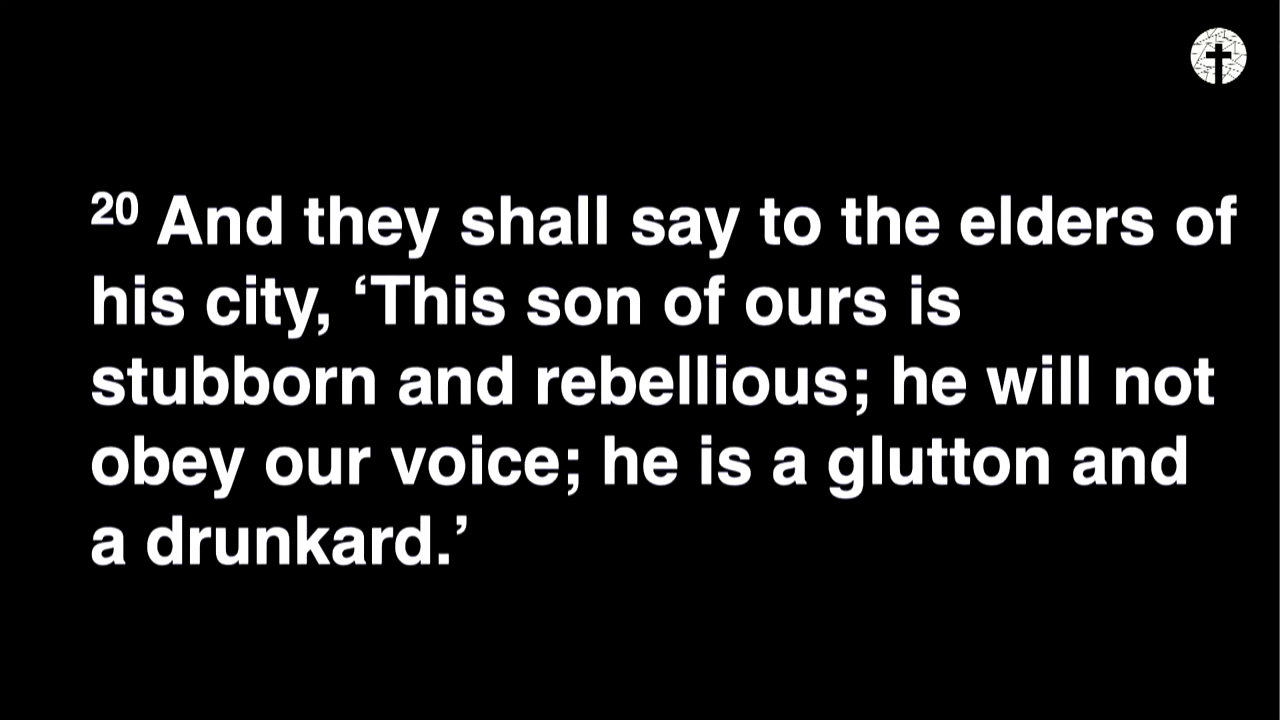 20 And they shall say to the elders of
his city, ‘This son of ours is
stubborn and rebellious; he will not
obey our voice; he is a glutton and
a drunkard.’